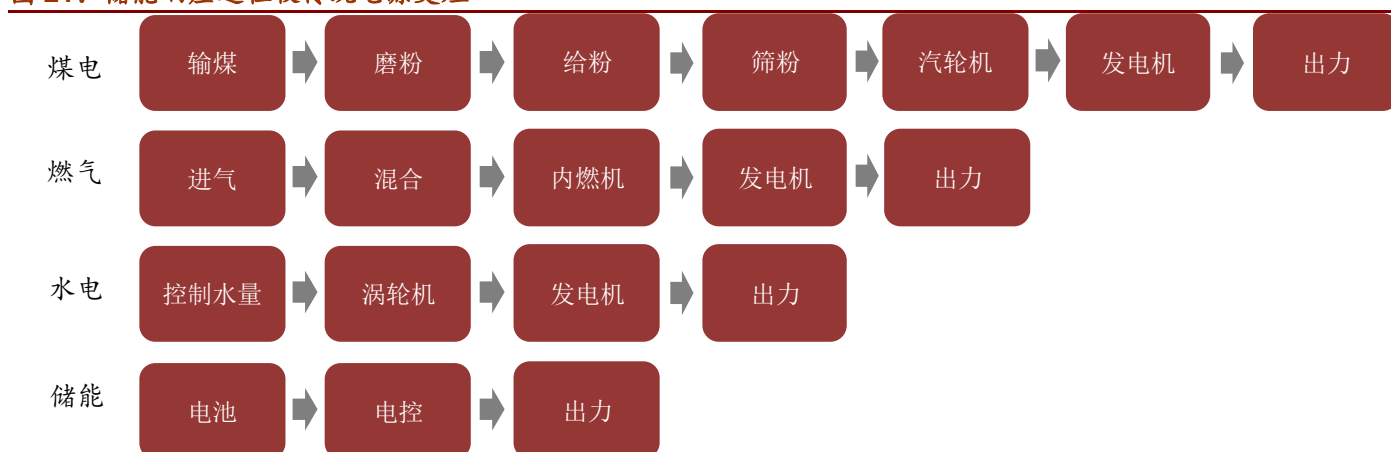 煤电 输煤 磨粉 给粉 筛粉 汽轮机 发电机 出力
燃气 进气 混合 内燃机 发电机 出力
水电 控制水量 涡轮机 发电机 出力
储能 电池 电控 出力